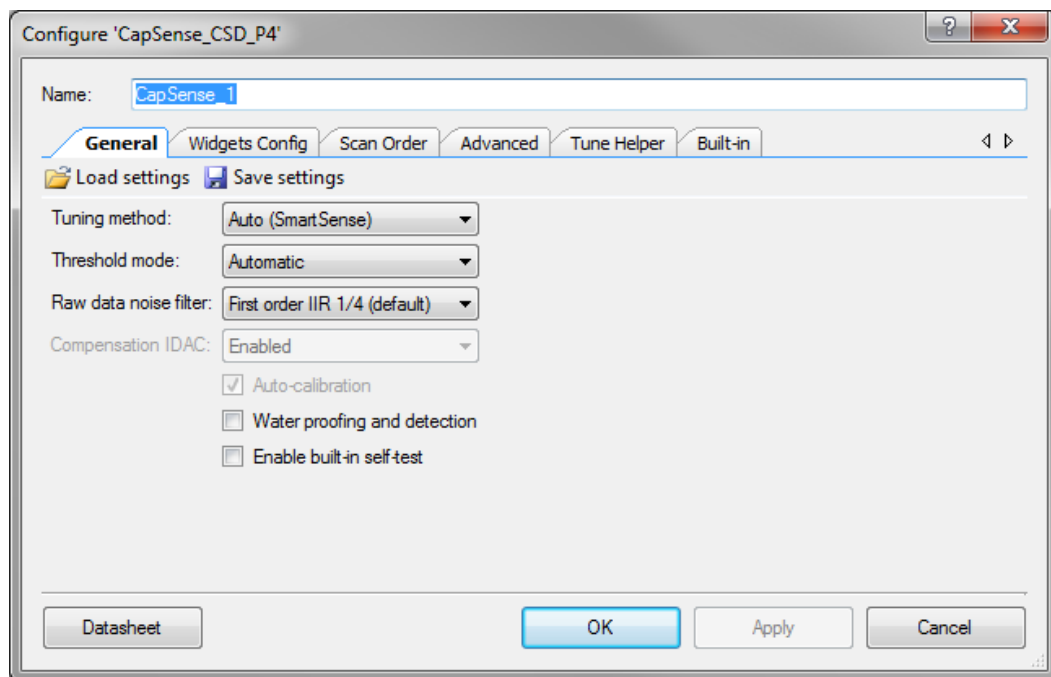 Configure 'CapSense_CSD_P4'
Name: CapSense_1
General Widgets Config Scan Order Advanced Tune Helper Built-in
Load settings Save settings
Tuning method: Auto (SmartSense)
Threshold mode: Automatic
Raw data noise filter: First order IIR 1/4 (default)
Compensation IDAC: Enabled
Auto-calibration
Water proofing and detection
Enable built-in self-test
Datasheet OK Apply Cancel